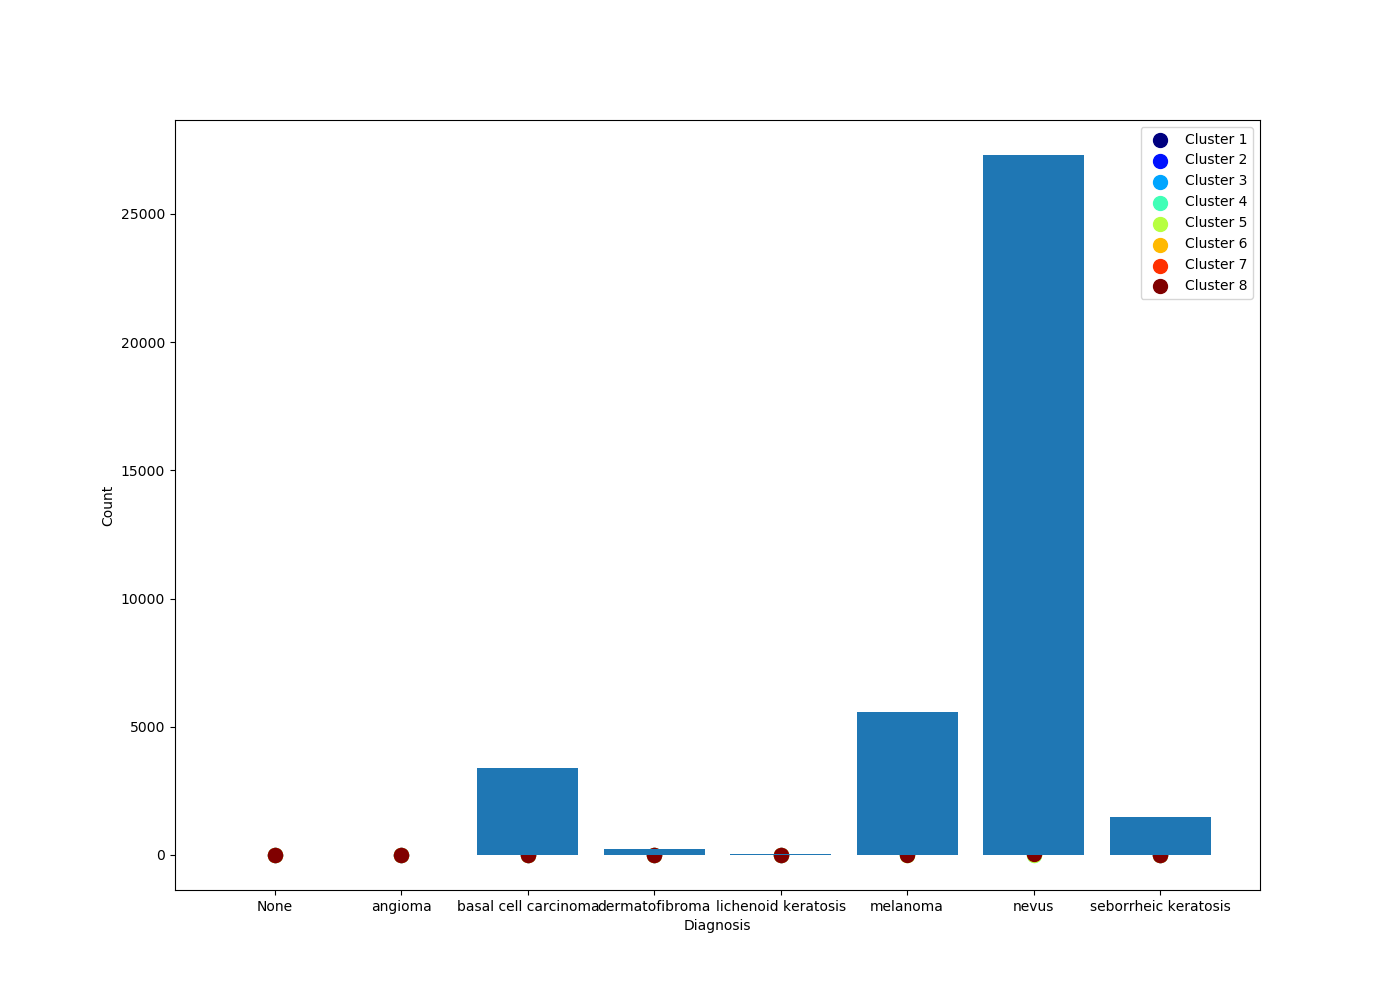 Cluster 1
Cluster 2
Cluster 3
Cluster 4
Cluster 5
Cluster 6
Cluster 7
Cluster 8
25000
20000
15000
10000
5000
0
Count
None angioma basal cell carcinoma dermatofibroma lichenoid keratosis melanoma nevus seborrheic keratosis
Diagnosis